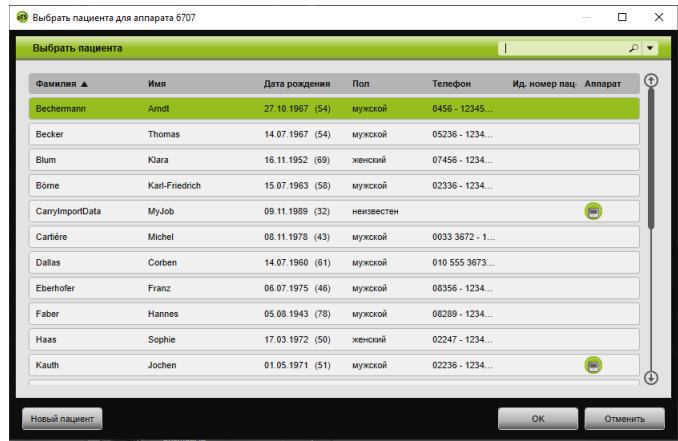 Выбрать пациента для аппарата 6707
Выбрать пациента
Фамилия ▲ Имя Дата рождения Пол Телефон Ид. номер пац- Аппарат
Bechermann Arndt 27.10.1967 (54) мужской 0456 - 12345...
Becker Thomas 14.07.1967 (54) мужской 05236 - 1234...
Blum Klara 16.11.1952 (69) женский 07456 - 1234...
Börne Karl-Friedrich 15.07.1963 (58) мужской 02336 - 1234...
CarryImportData MyJob 09.11.1989 (32) неизвестен
Cartiére Michel 08.11.1978 (43) мужской 0033 3672 - 1...
Dallas Corben 14.07.1960 (61) мужской 010 555 3673...
Eberhofer Franz 06.07.1975 (46) мужской 08356 - 1234...
Faber Hannes 05.08.1943 (78) мужской 08289 - 1234...
Haas Sophie 17.03.1972 (50) женский 02247 - 1234...
Kauth Jochen 01.05.1971 (51) мужской 02236 - 1234...
Новый пациент OK Отменить